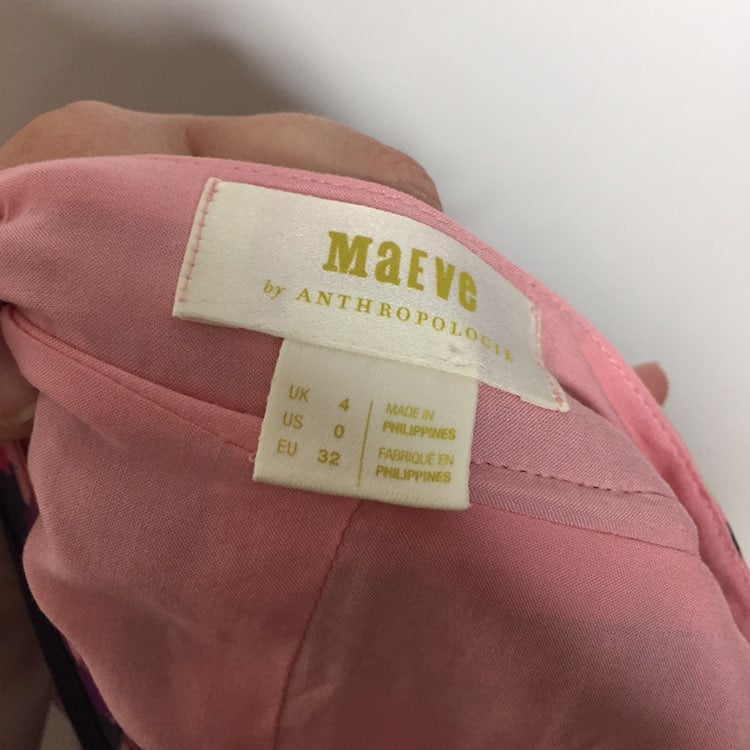 MaEve
by ANTHROPOLOGIE
UK 4
US 0
EU 32
MADE IN
PHILIPPINES
FABRIQUÉ EN
PHILIPPINES